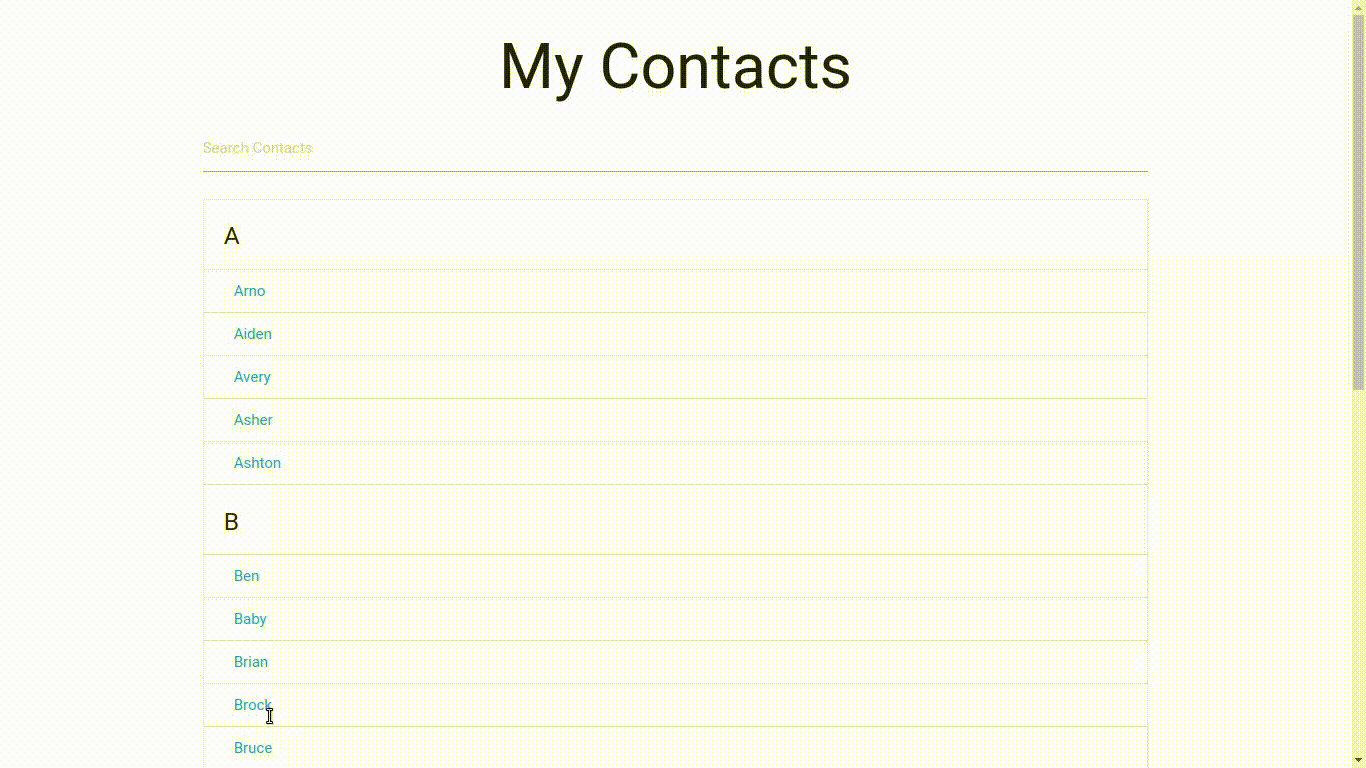 My Contacts
Search Contacts
A
Arno
Aiden
Avery
Asher
Ashton
B
Ben
Baby
Brian
Brock
Bruce